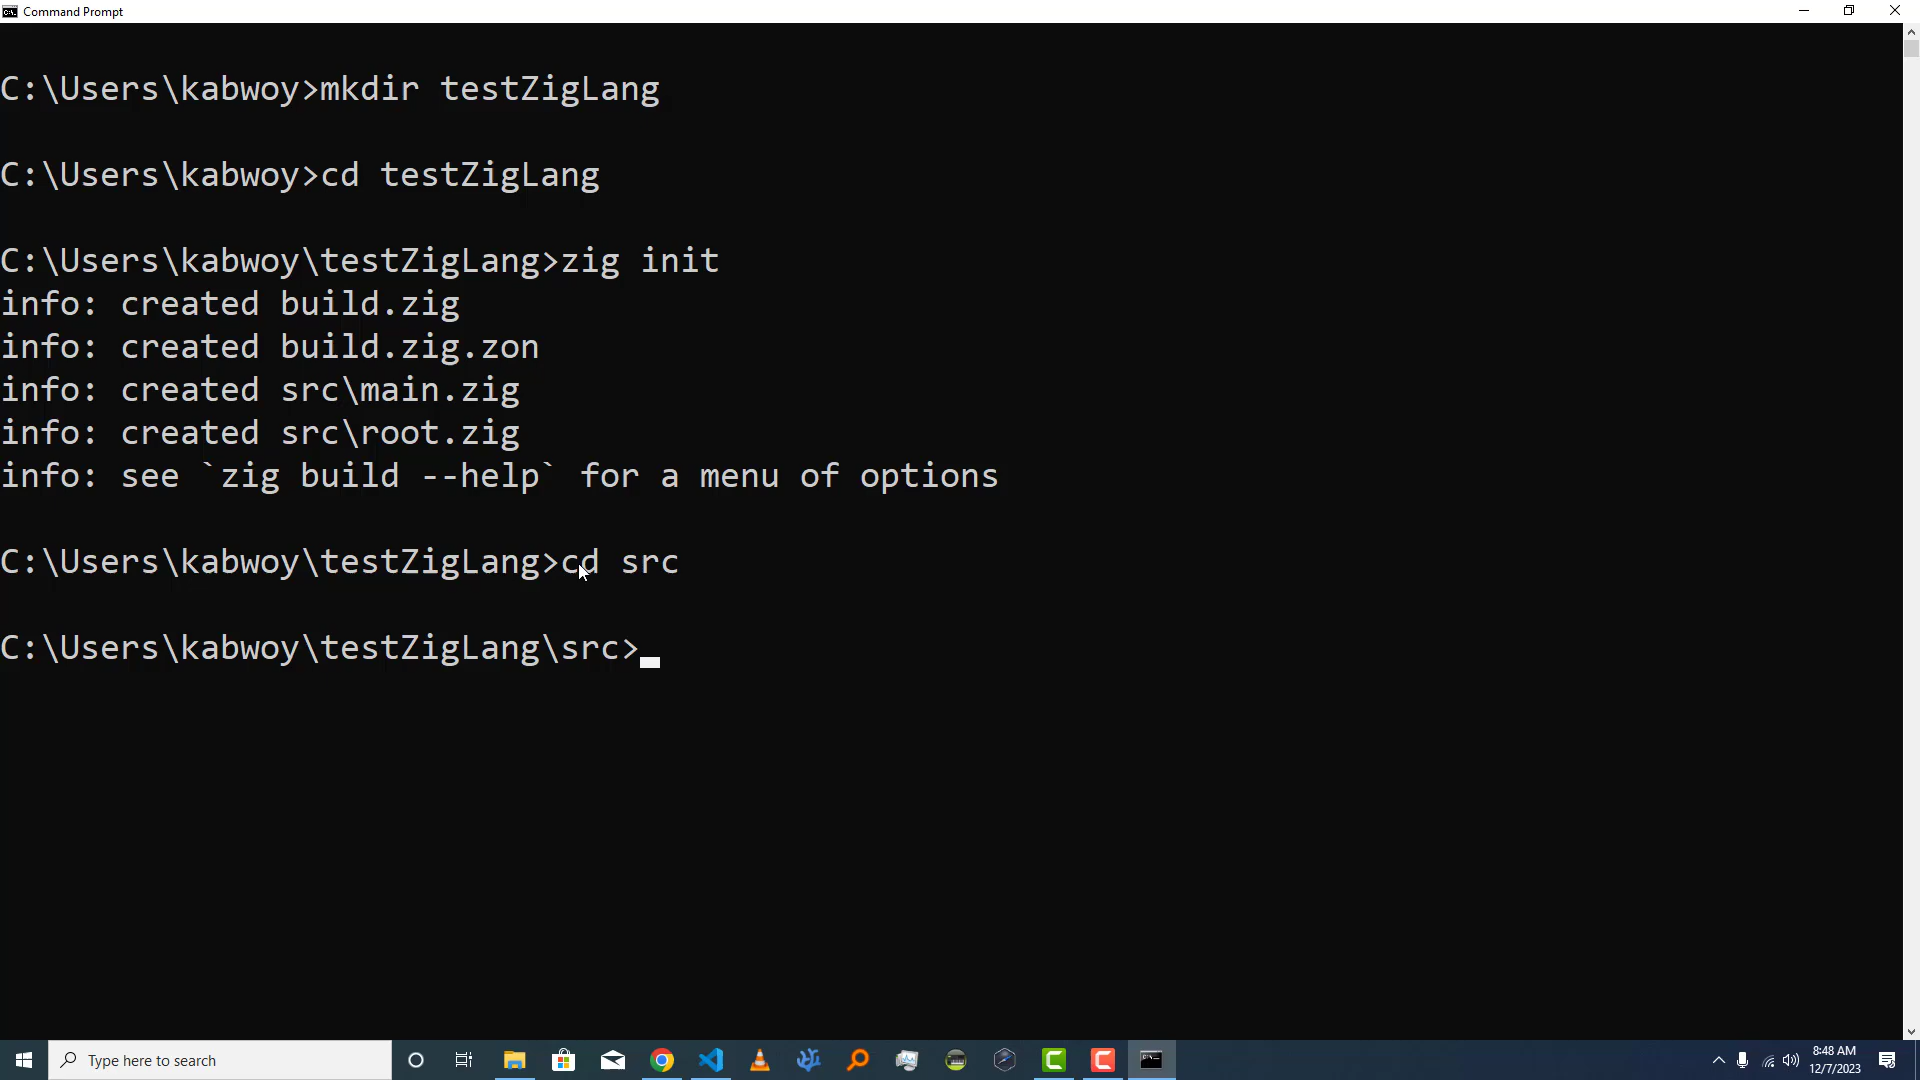 Command Prompt
C:\Users\kabwoy>mkdir testZigLang
C:\Users\kabwoy>cd testZigLang
C:\Users\kabwoy\testZigLang>zig init
info: created build.zig
info: created build.zig.zon
info: created src\main.zig
info: created src\root.zig
info: see `zig build --help` for a menu of options
C:\Users\kabwoy\testZigLang>cd src
C:\Users\kabwoy\testZigLang\src>
Type here to search
8:48 AM
12/7/2023